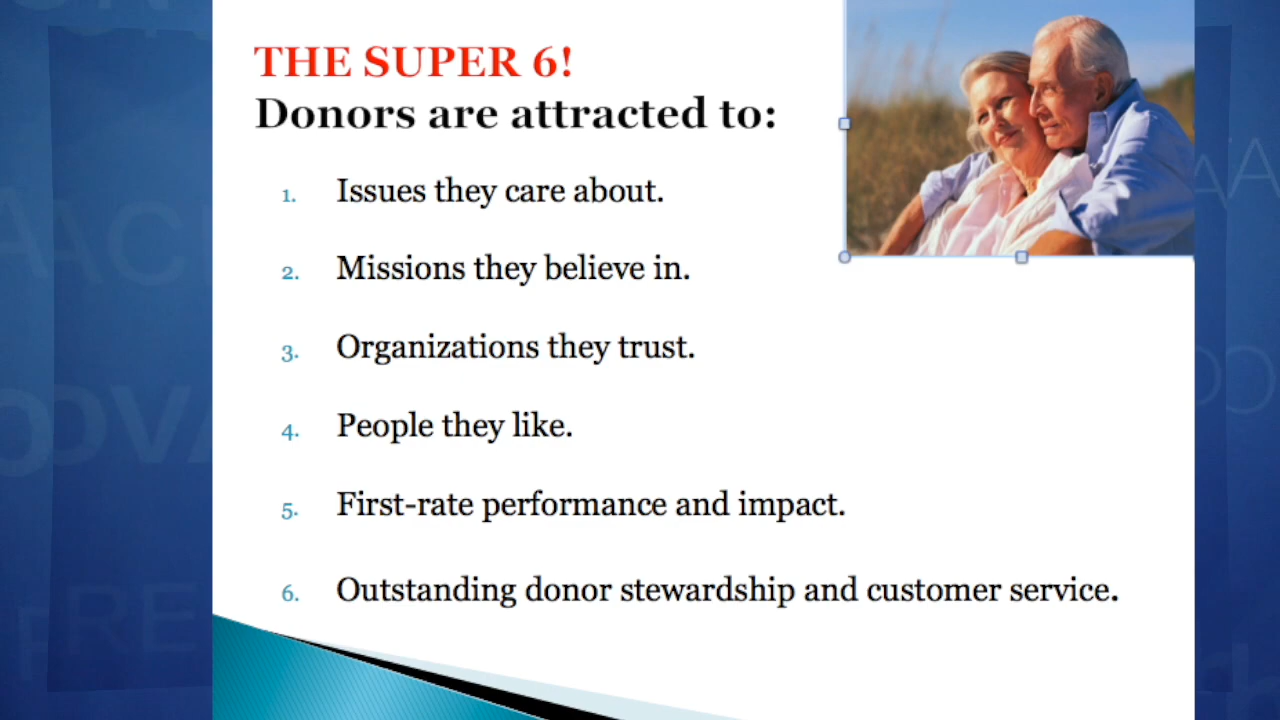 THE SUPER 6!
Donors are attracted to:
1. Issues they care about.
2. Missions they believe in.
3. Organizations they trust.
4. People they like.
5. First-rate performance and impact.
6. Outstanding donor stewardship and customer service.